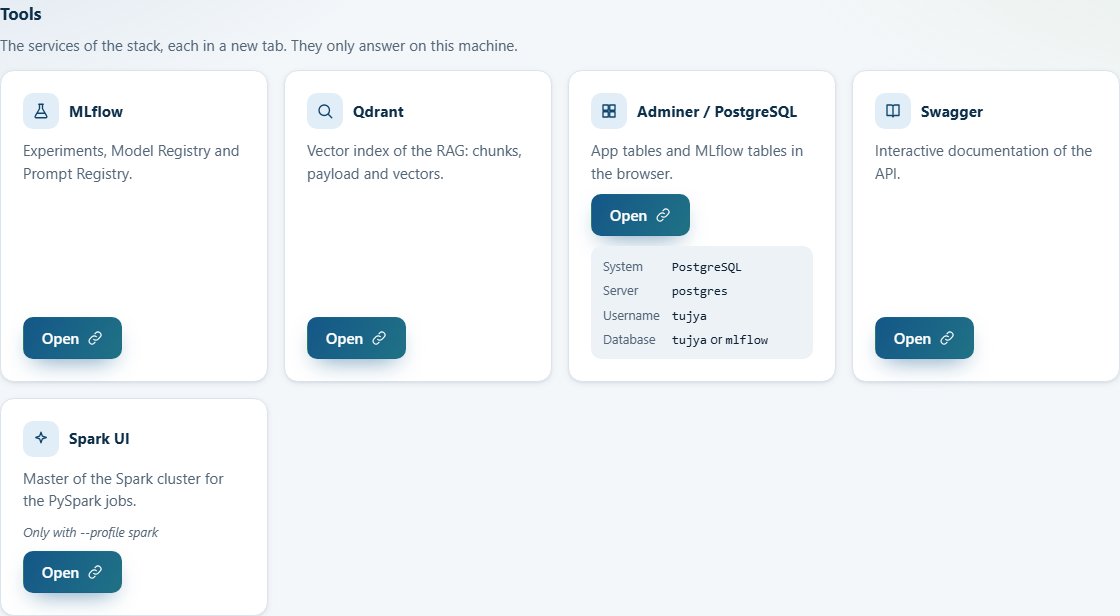 Tools
The services of the stack, each in a new tab. They only answer on this machine.
MLflow
Experiments, Model Registry and
Prompt Registry.
Open
Qdrant
Vector index of the RAG: chunks,
payload and vectors.
Open
Adminer / PostgreSQL
App tables and MLflow tables in
the browser.
Open
System PostgreSQL
Server postgres
Username tujya
Database tujya or mlflow
Swagger
Interactive documentation of the
API.
Open
Spark UI
Master of the Spark cluster for
the PySpark jobs.
Only with --profile spark
Open